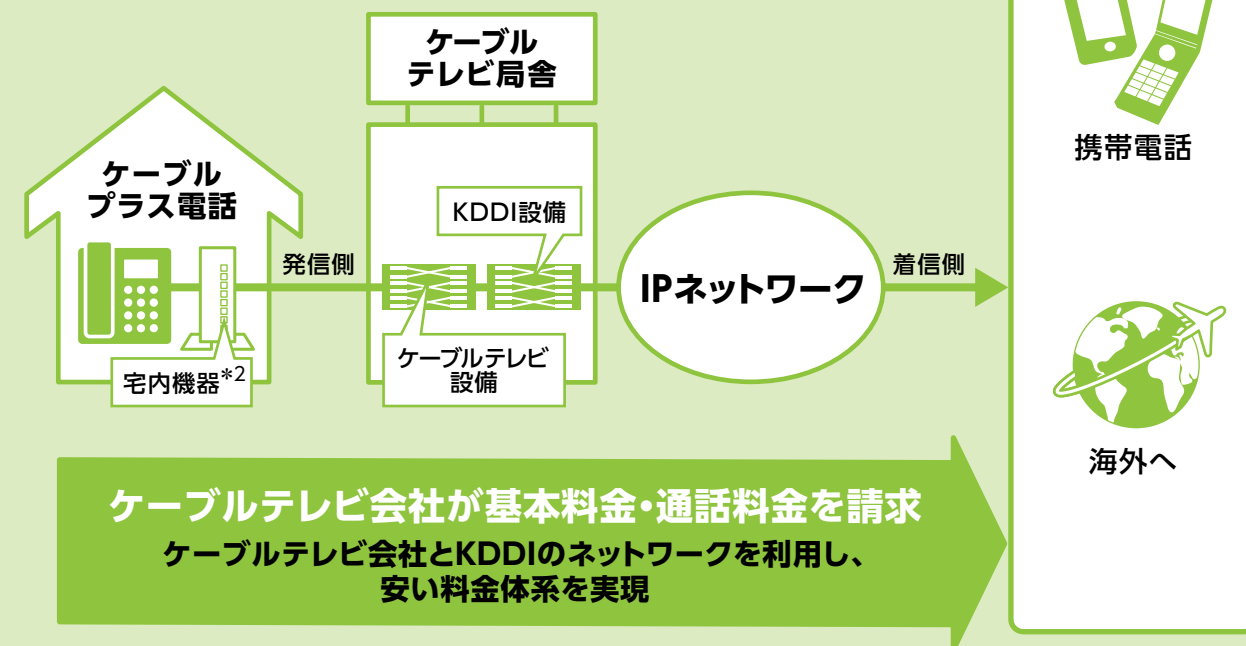 ケーブル
テレビ局舎
ケーブル
プラス電話
KDDI設備
発信側
IPネットワーク
着信側
ケーブルテレビ
設備
宅内機器*2
携帯電話
海外へ
ケーブルテレビ会社が基本料金・通話料金を請求
ケーブルテレビ会社とKDDIのネットワークを利用し、
安い料金体系を実現